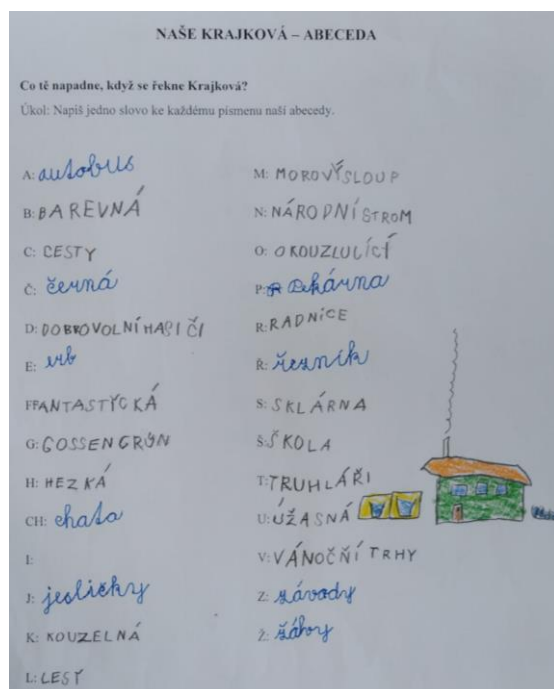 NAŠE KRAJKOVÁ – ABECEDA
Co tě napadne, když se řekne Krajková?
Úkol: Napiš jedno slovo ke každému písmenu naší abecedy.
A: autobus
B: BAREVNÁ
C: CESTY
Č: černá
D: DOBROVOLNÍ HASIČI
E: erb
F: FANTASTYCKÁ
G: GOSSENGRÜN
H: HEZKÁ
CH: chata
I:
J: jesličky
K: KOUZELNÁ
L: LESY
M: MOROVÝ SLOUP
N: NÁRODNÍ STROM
O: OKOUZLUJÍCÍ
P: Pekárna
R: RADNICE
Ř: řezník
S: SKLÁRNA
Š: ŠKOLA
T: TRUHLÁŘI
U: ÚŽASNÁ
V: VÁNOČNÍ TRHY
Z: závody
Ž: žáby